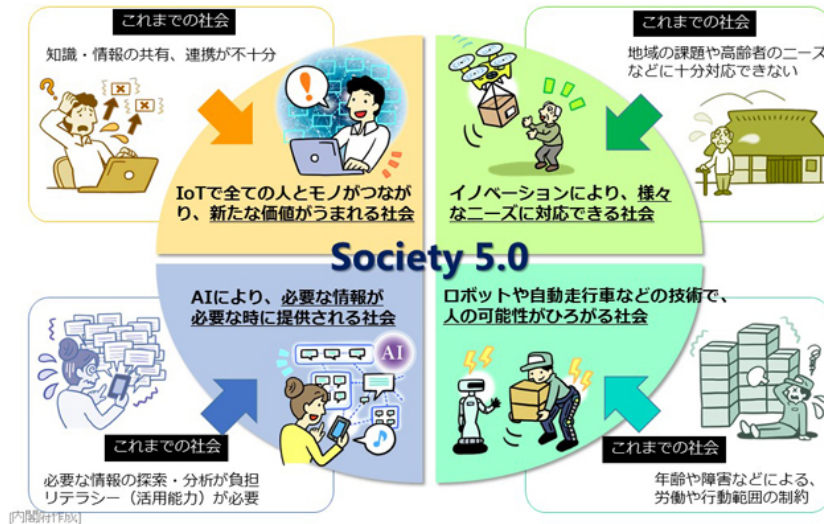 これまでの社会
知識・情報の共有、連携が不十分
IoTで全ての人とモノがつなが
り、新たな価値がうまれる社会
これまでの社会
地域の課題や高齢者のニーズ
などに十分対応できない
イノベーションにより、様々
なニーズに対応できる社会
Society 5.0
AIにより、必要な情報が
必要な時に提供される社会
AI
これまでの社会
必要な情報の探索・分析が負担
リテラシー（活用能力）が必要
ロボットや自動走行車などの技術で、
人の可能性がひろがる社会
これまでの社会
年齢や障害などによる、
労働や行動範囲の制約
[内閣府作成]